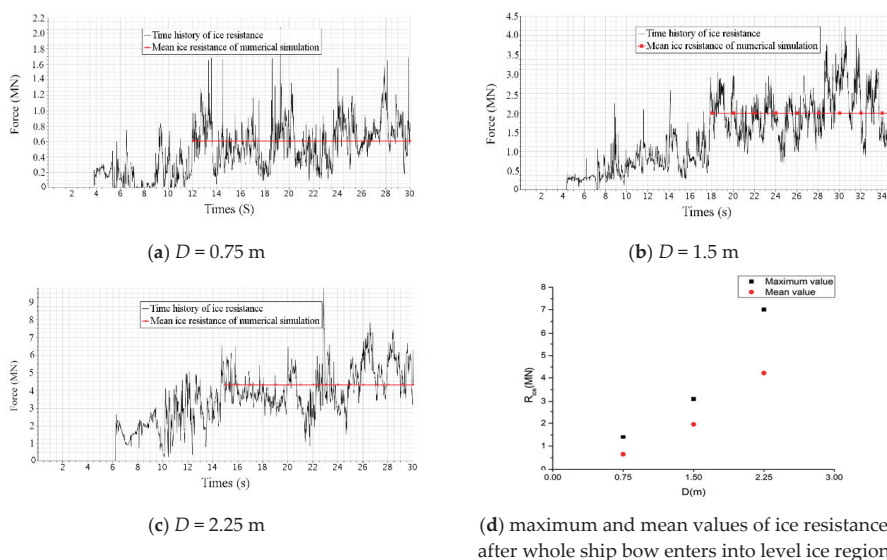 2.2
2.0
1.8
1.6
1.4
1.2
1.0
0.8
0.6
0.4
0.2
0
Force (MN)
Time history of ice resistance
Mean ice resistance of numerical simulation
2 4 6 8 10 12 14 16 18 20 22 24 26 28 30
Times (S)
(a) D = 0.75 m
4.5
4.0
3.5
3.0
2.5
2.0
1.5
1.0
0.5
0
Force (MN)
Time history of ice resistance
Mean ice resistance of numerical simulation
2 4 6 8 10 12 14 16 18 20 22 24 26 28 30 32 34
Times (s)
(b) D = 1.5 m
9
8
7
6
5
4
3
2
1
0
Force (MN)
Time history of ice resistance
Mean ice resistance of numerical simulation
2 4 6 8 10 12 14 16 18 20 22 24 26 28 30
Times (s)
(c) D = 2.25 m
Maximum value
Mean value
8
7
6
5
4
3
2
1
0
Rice(MN)
0.00 0.75 1.50 2.25 3.00
D(m)
(d) maximum and mean values of ice resistance
after whole ship bow enters into level ice region